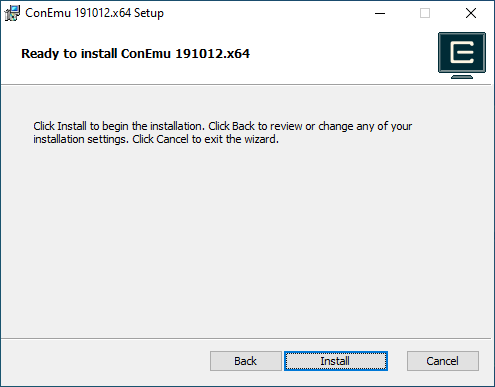 ConEmu 191012.x64 Setup
Ready to install ConEmu 191012.x64
Click Install to begin the installation. Click Back to review or change any of your
installation settings. Click Cancel to exit the wizard.
Back
Install
Cancel